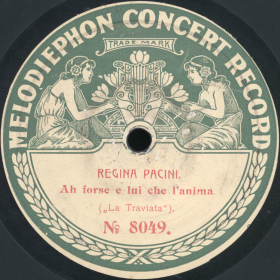 MELODIEPHON CONCERT RECORD
TRADE MARK
REGINA PACINI.
Ah forse e lui che l'anima
(„La Traviata“).
№ 8049.